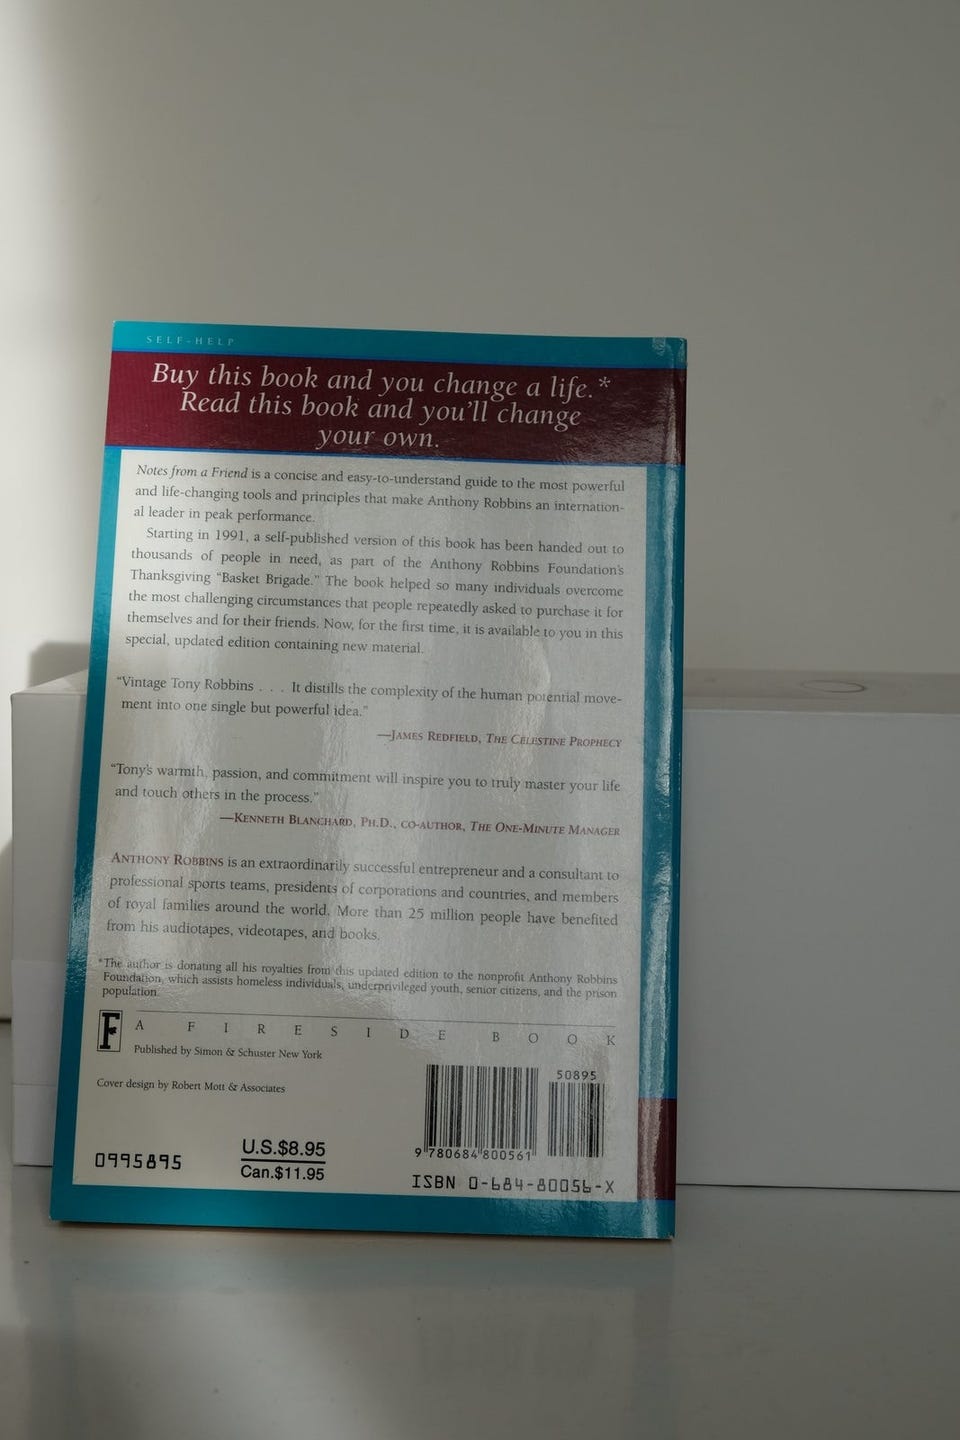 SELF-HELP
Buy this book and you change a life.*
Read this book and you'll change
your own.
Notes from a Friend is a concise and easy-to-understand guide to the most powerful
and life-changing tools and principles that make Anthony Robbins an internation-
al leader in peak performance.
Starting in 1991, a self-published version of this book has been handed out to
thousands of people in need, as part of the Anthony Robbins Foundation's
Thanksgiving "Basket Brigade." The book helped so many individuals overcome
the most challenging circumstances that people repeatedly asked to purchase it for
themselves and for their friends. Now, for the first time, it is available to you in this
special, updated edition containing new material.
"Vintage Tony Robbins . . . It distills the complexity of the human potential move-
ment into one single but powerful idea."
—JAMES REDFIELD, THE CELESTINE PROPHECY
"Tony's warmth, passion, and commitment will inspire you to truly master your life
and touch others in the process."
—KENNETH BLANCHARD, PH.D., CO-AUTHOR, THE ONE-MINUTE MANAGER
ANTHONY ROBBINS is an extraordinarily successful entrepreneur and a consultant to
professional sports teams, presidents of corporations and countries, and members
of royal families around the world. More than 25 million people have benefited
from his audiotapes, videotapes, and books.
*The author is donating all his royalties from this updated edition to the nonprofit Anthony Robbins
Foundation, which assists homeless individuals, underprivileged youth, senior citizens, and the prison
population.
F A FIRESIDE BOOK
Published by Simon & Schuster New York
Cover design by Robert Mott & Associates
50895
9 780684 800561
0995895
U.S.$8.95
Can.$11.95
ISBN 0-684-80056-X